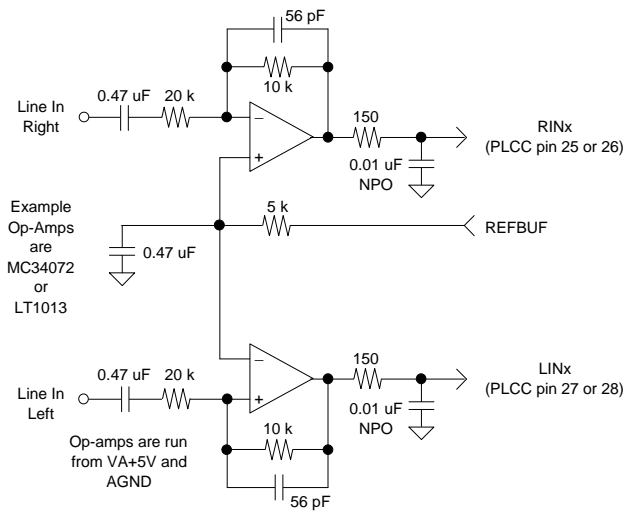 56 pF
0.47 uF
20 k
10 k
Line In
Right
−
+
150
RINx
(PLCC pin 25 or 26)
0.01 uF
NPO
Example
Op-Amps
are
MC34072
or
LT1013
5 k
REFBUF
0.47 uF
−
+
150
LINx
(PLCC pin 27 or 28)
0.47 uF
20 k
Line In
Left
0.01 uF
NPO
Op-amps are run
from VA+5V and
AGND
10 k
56 pF